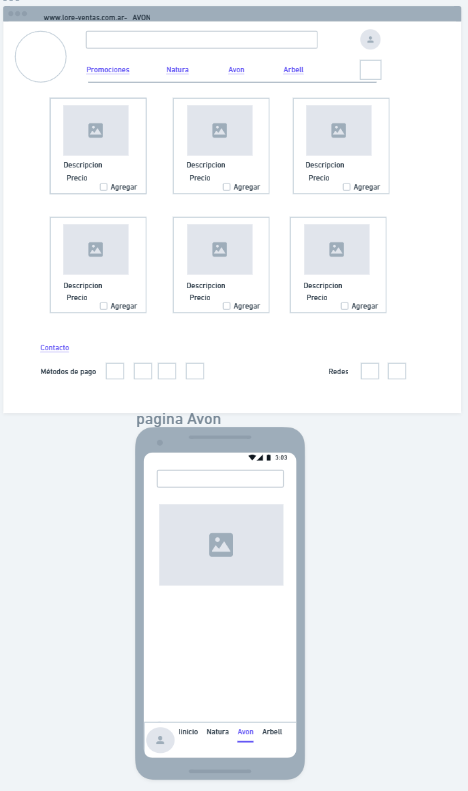 www.lore-ventas.com.ar- AVON
Promociones Natura Avon Arbell
Descripcion Descripcion Descripcion
Precio Precio Precio
Agregar Agregar Agregar
Descripcion Descripcion Descripcion
Precio Precio Precio
Agregar Agregar Agregar
Contacto
Métodos de pago Redes
pagina Avon
3:03
Iinicio Natura Avon Arbell